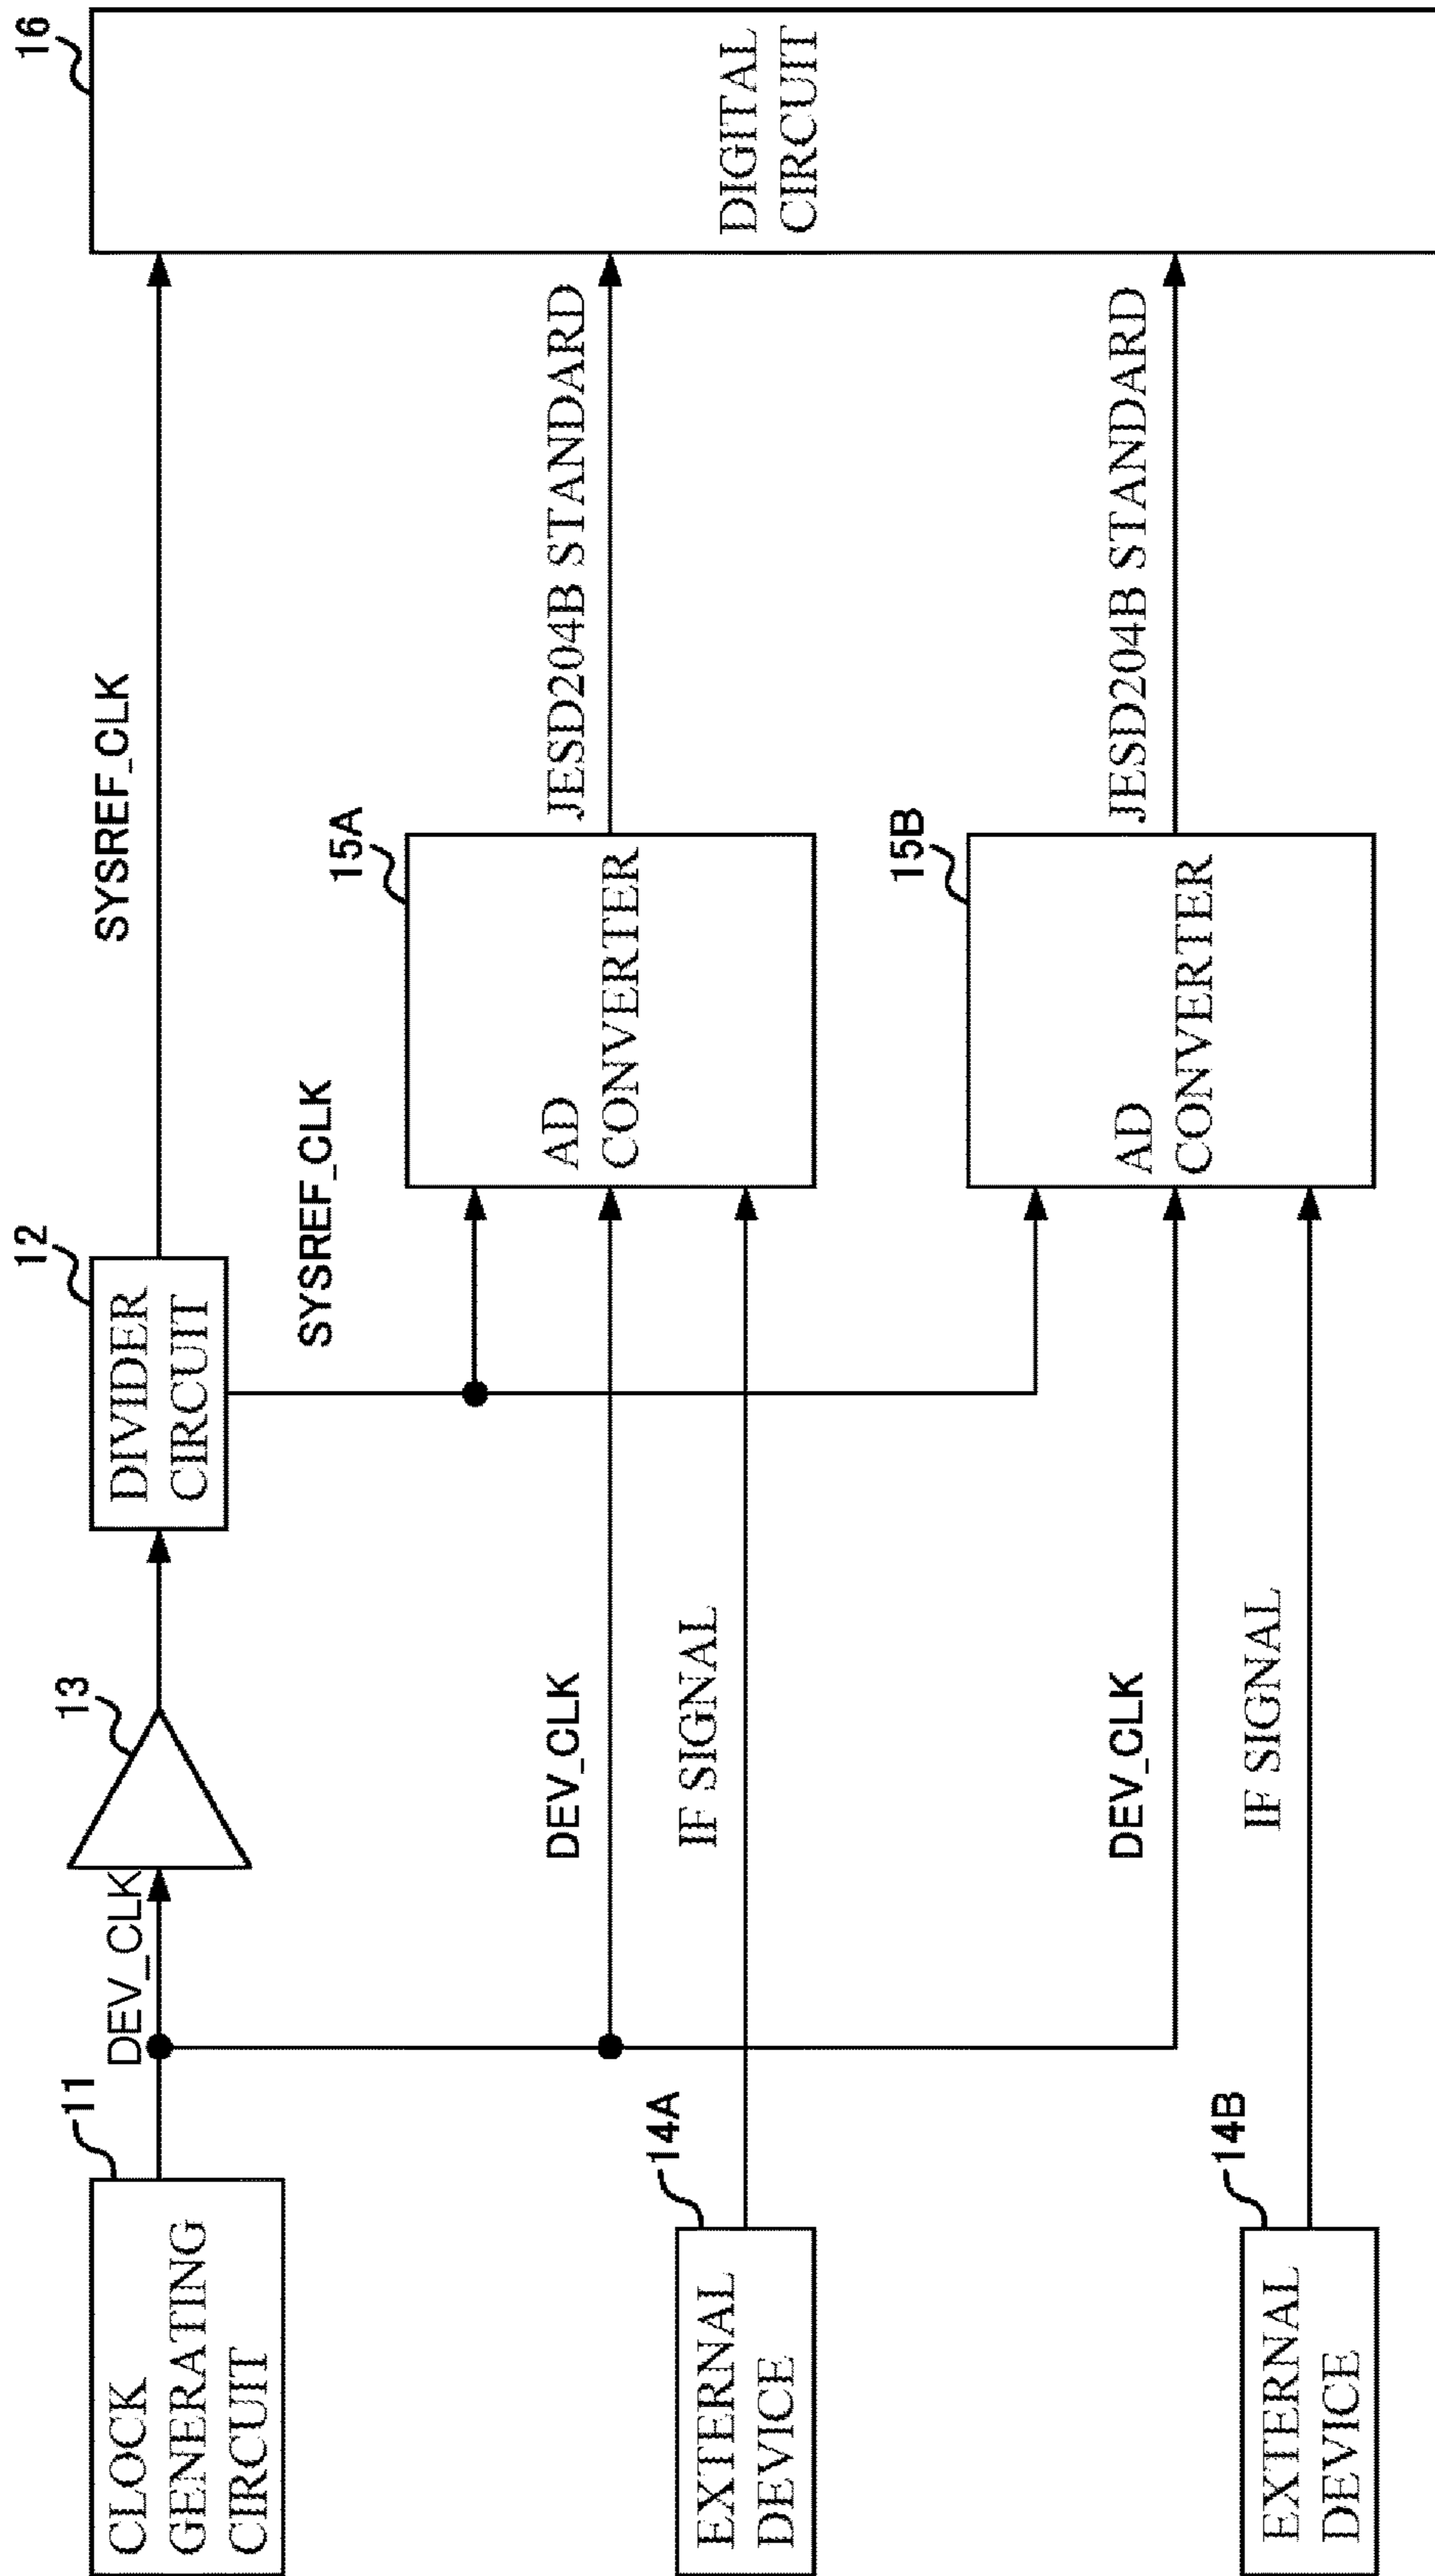 11
CLOCK
GENERATING
CIRCUIT
DEV_CLK
13
12
DIVIDER
CIRCUIT
SYSREF_CLK
16
DIGITAL
CIRCUIT
SYSREF_CLK
15A
AD
CONVERTER
JESD204B STANDARD
DEV_CLK
IF SIGNAL
14A
EXTERNAL
DEVICE
15B
AD
CONVERTER
JESD204B STANDARD
DEV_CLK
IF SIGNAL
14B
EXTERNAL
DEVICE